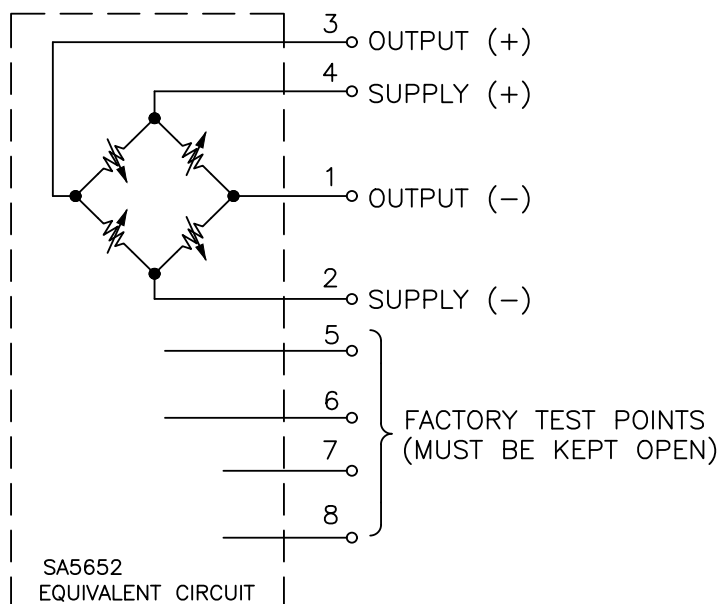 3
OUTPUT (+)
4
SUPPLY (+)
1
OUTPUT (−)
2
SUPPLY (−)
5
6
FACTORY TEST POINTS
(MUST BE KEPT OPEN)
7
8
SA5652
EQUIVALENT CIRCUIT